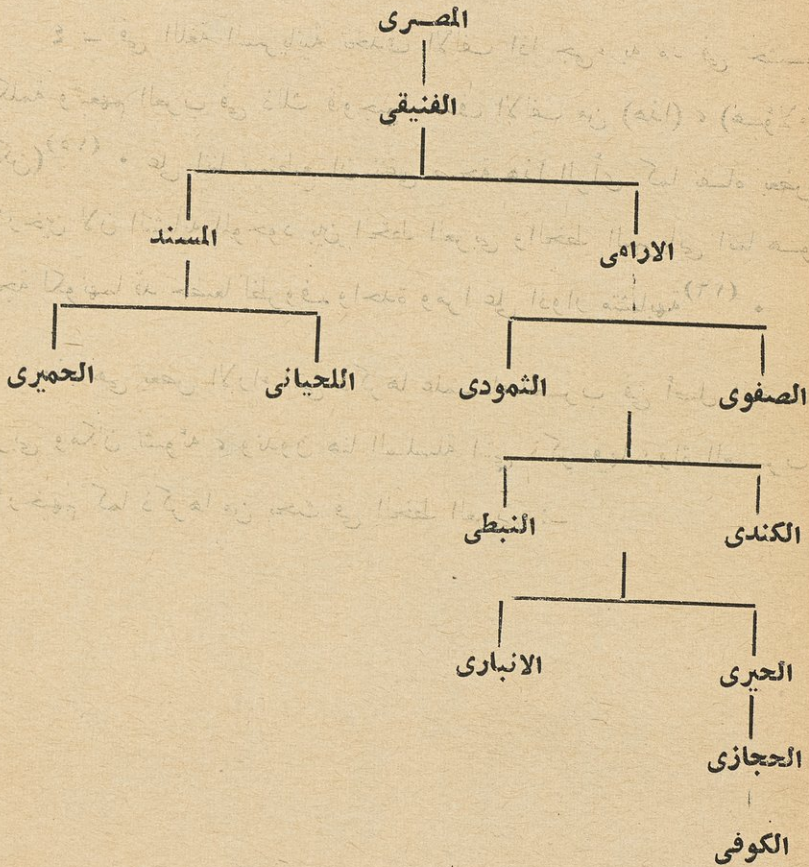 المصرى
الفنيقى
الارامى المسند
الصفوى الثمودى اللحيانى الحميرى
الكندى النبطى
الحيرى الانبارى
الحجازى
الكوفى